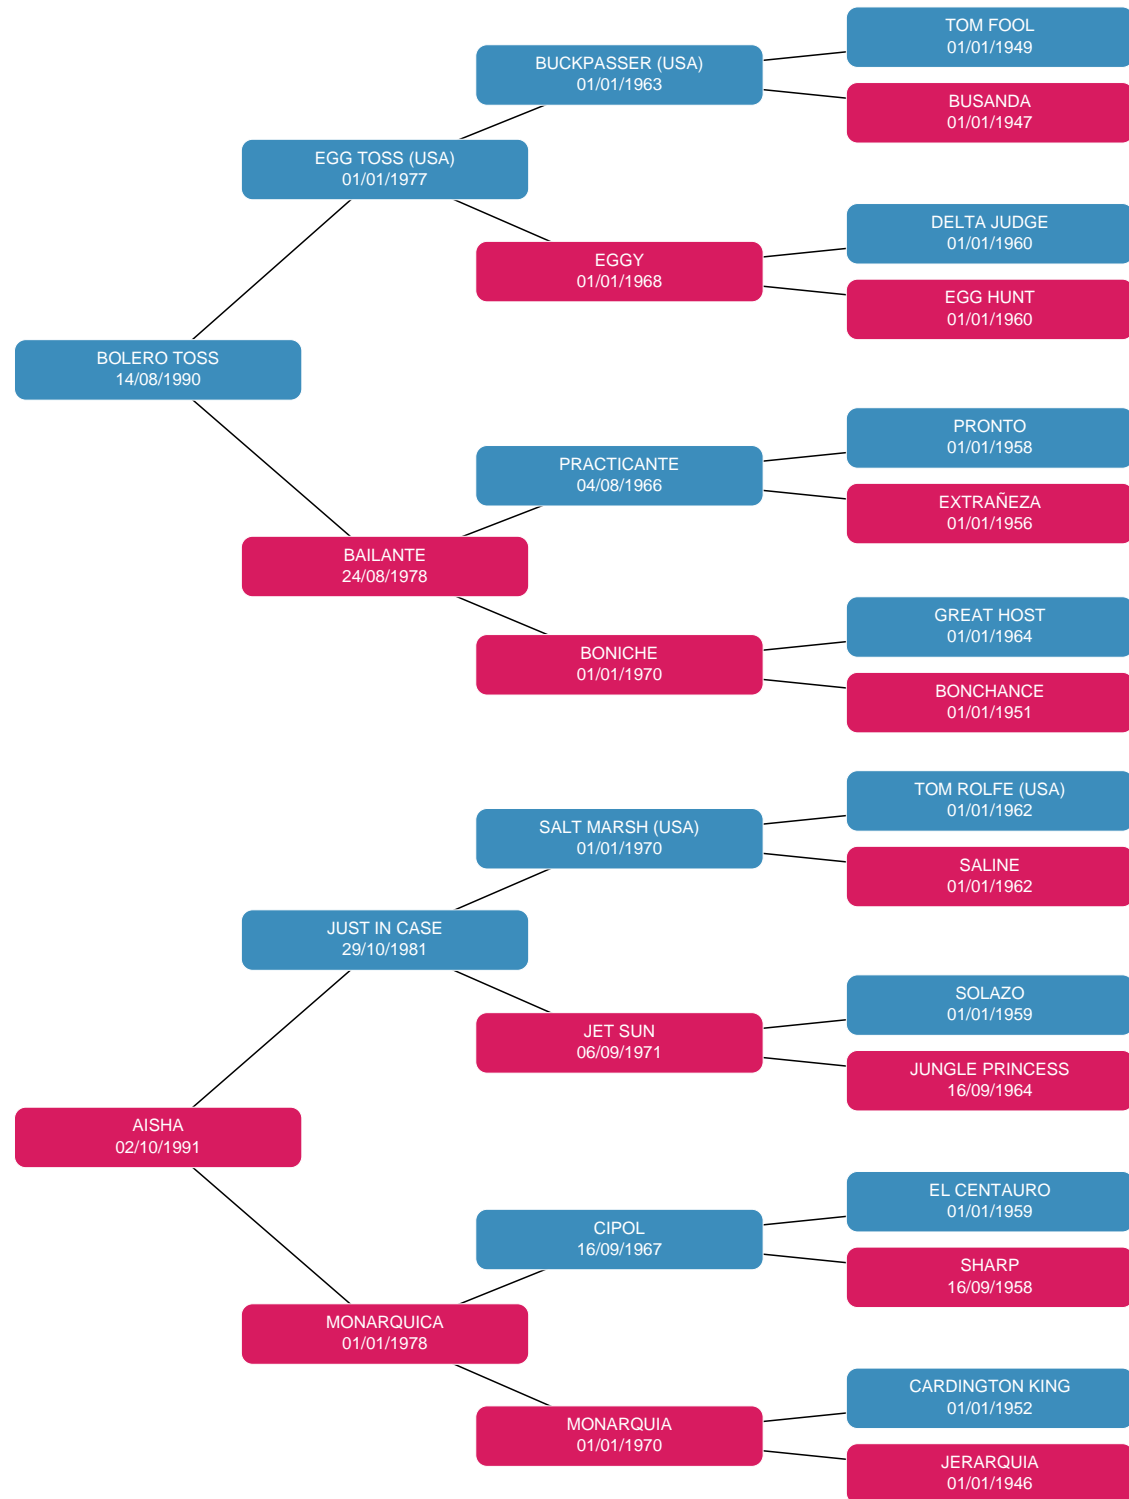 TOM FOOL
01/01/1949
BUCKPASSER (USA)
01/01/1963
BUSANDA
01/01/1947
EGG TOSS (USA)
01/01/1977
DELTA JUDGE
01/01/1960
EGGY
01/01/1968
EGG HUNT
01/01/1960
BOLERO TOSS
14/08/1990
PRONTO
01/01/1958
PRACTICANTE
04/08/1966
EXTRAÑEZA
01/01/1956
BAILANTE
24/08/1978
GREAT HOST
01/01/1964
BONICHE
01/01/1970
BONCHANCE
01/01/1951
TOM ROLFE (USA)
01/01/1962
SALT MARSH (USA)
01/01/1970
SALINE
01/01/1962
JUST IN CASE
29/10/1981
SOLAZO
01/01/1959
JET SUN
06/09/1971
JUNGLE PRINCESS
16/09/1964
AISHA
02/10/1991
EL CENTAURO
01/01/1959
CIPOL
16/09/1967
SHARP
16/09/1958
MONARQUICA
01/01/1978
CARDINGTON KING
01/01/1952
MONARQUIA
01/01/1970
JERARQUIA
01/01/1946